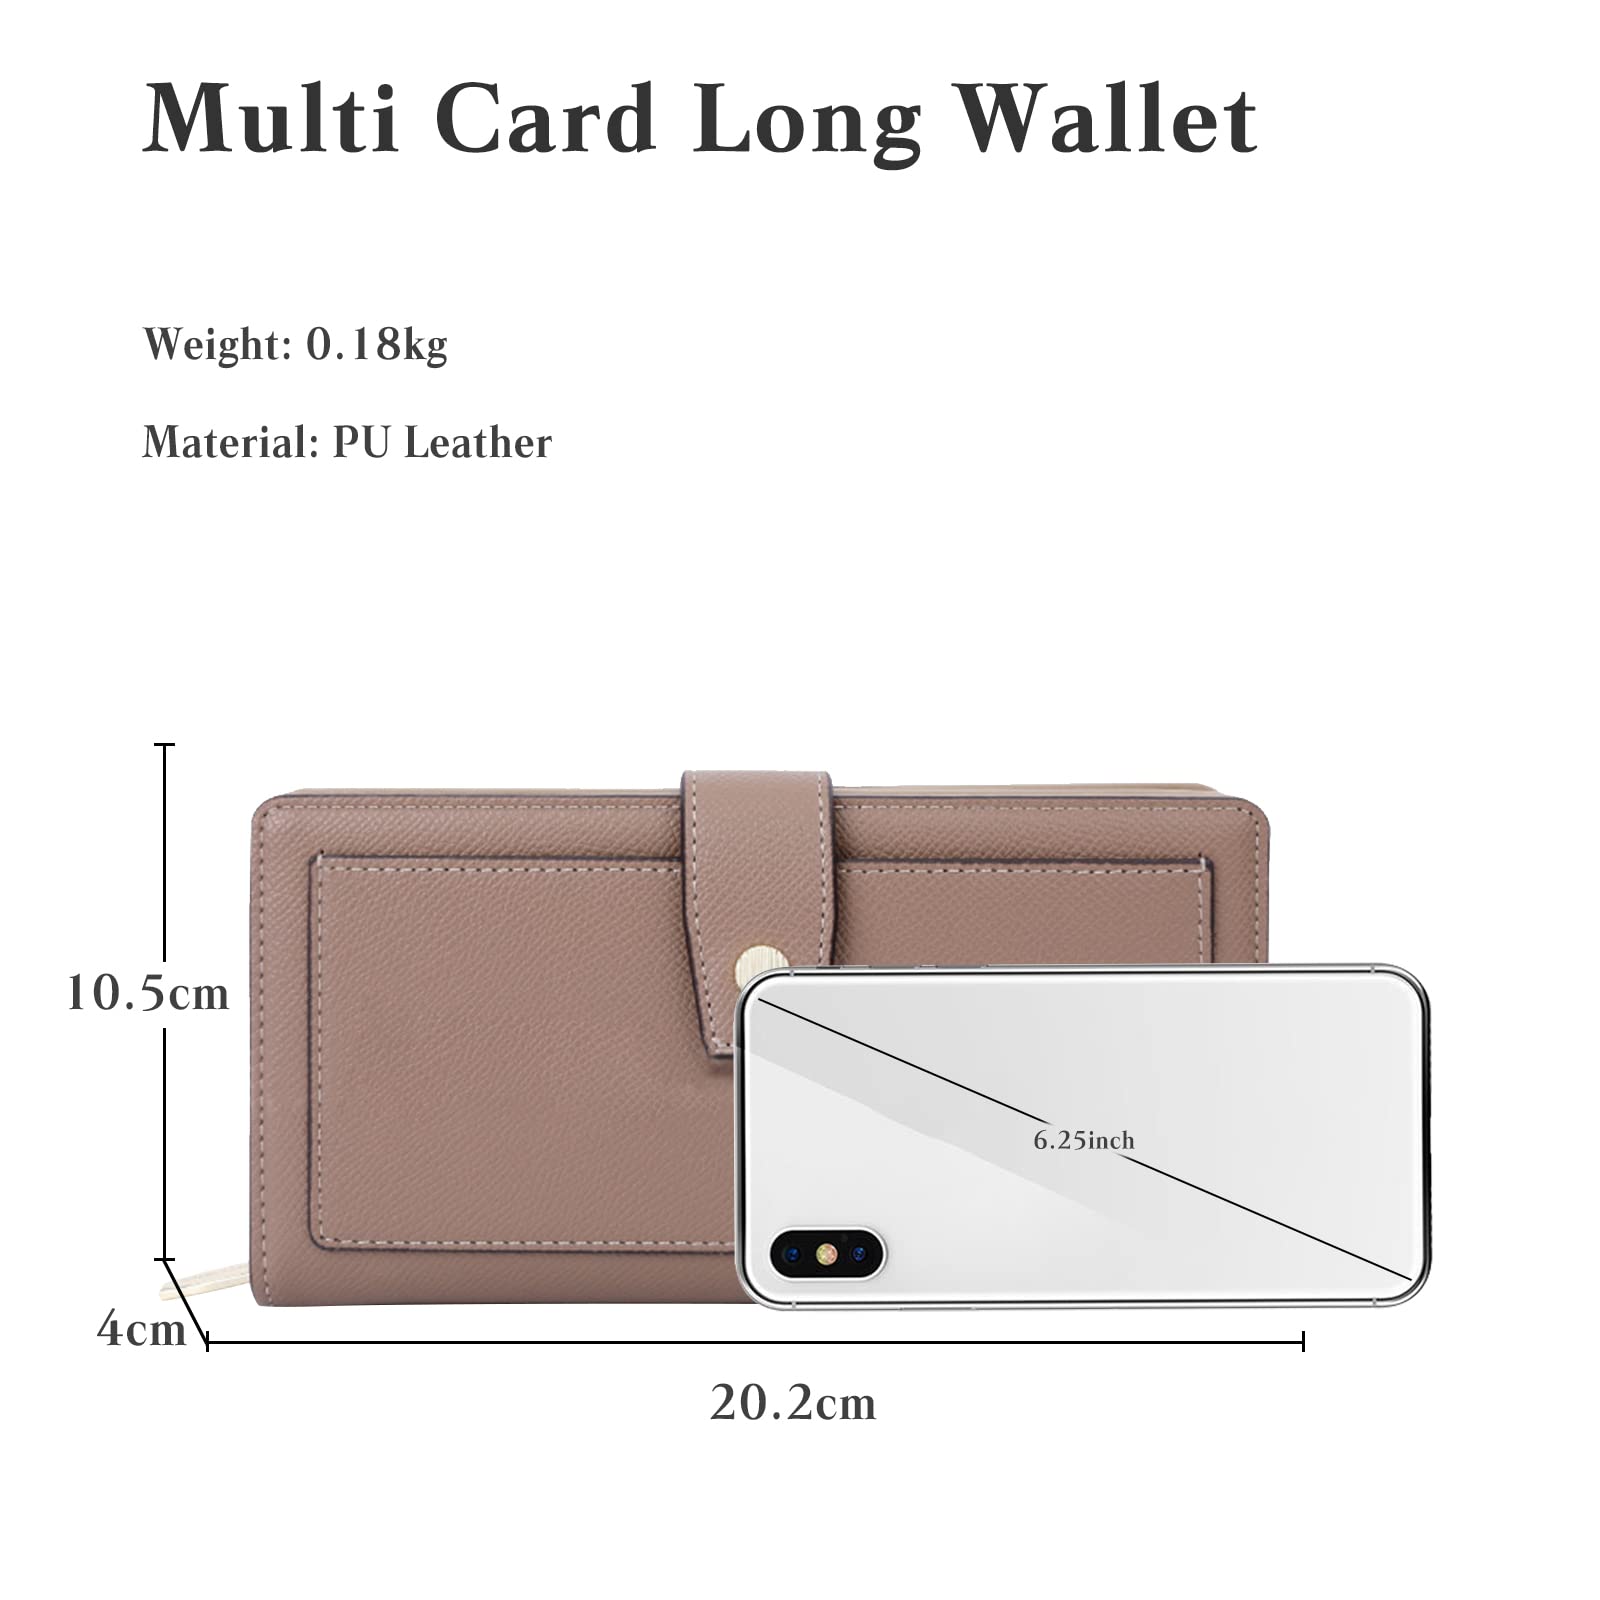 Multi Card Long Wallet
Weight: 0.18kg
Material: PU Leather
10.5cm
6.25inch
4cm
20.2cm